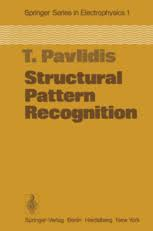 Springer Series in Electrophysics 1
T. Pavlidis
Structural
Pattern
Recognition
Springer-Verlag Berlin Heidelberg New York